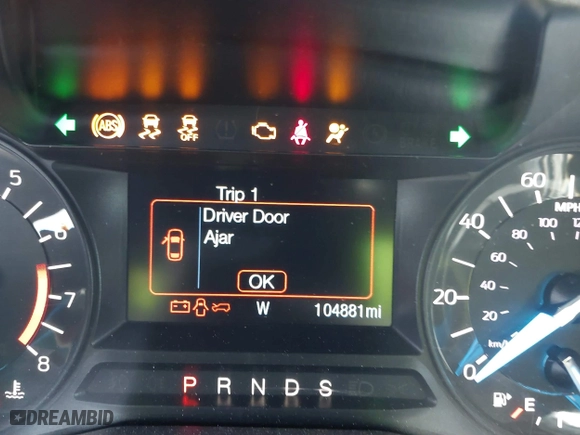 ABS
OFF
Trip 1
Driver Door
Ajar
OK
W 104881mi
P R N D S
5
6
7
8
60
40
20
0
MPH
100
80
60
40
20
km/h
E
DREAMBID